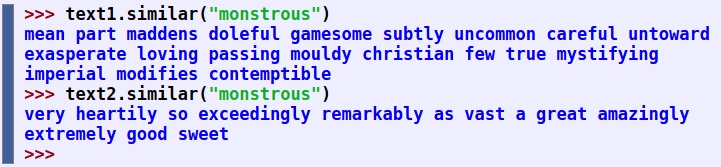 >>> text1.similar("monstrous")
mean part maddens doleful gamesome subtly uncommon careful untoward
exasperate loving passing mouldy christian few true mystifying
imperial modifies contemptible
>>> text2.similar("monstrous")
very heartily so exceedingly remarkably as vast a great amazingly
extremely good sweet
>>>